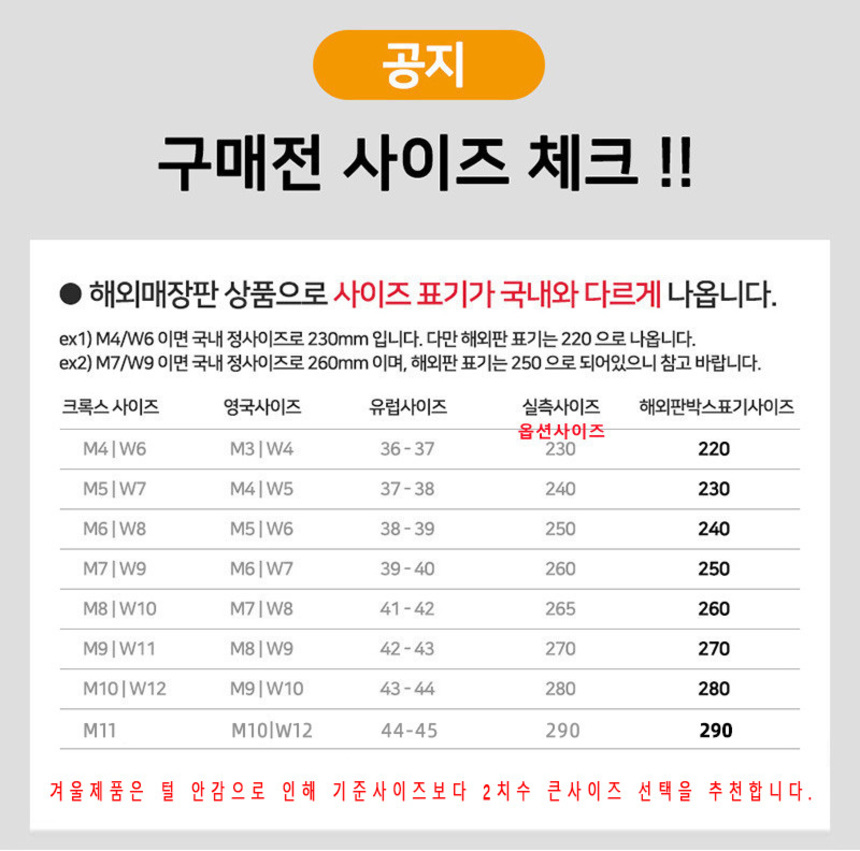 공지
구매전 사이즈 체크 !!
● 해외매장판 상품으로 사이즈 표기가 국내와 다르게 나옵니다.
ex1) M4/W6 이면 국내 정사이즈로 230mm 입니다. 다만 해외판 표기는 220 으로 나옵니다.
ex2) M7/W9 이면 국내 정사이즈로 260mm 이며, 해외판 표기는 250 으로 되어있으니 참고 바랍니다.
크록스 사이즈 영국사이즈 유럽사이즈 실측사이즈 해외판박스표기사이즈
옵션사이즈
M4|W6 M3|W4 36-37 230 220
M5|W7 M4|W5 37-38 240 230
M6|W8 M5|W6 38-39 250 240
M7|W9 M6|W7 39-40 260 250
M8|W10 M7|W8 41-42 265 260
M9|W11 M8|W9 42-43 270 270
M10|W12 M9|W10 43-44 280 280
M11 M10|W12 44-45 290 290
겨울제품은 털 안감으로 인해 기준사이즈보다 2치수 큰사이즈 선택을 추천합니다.